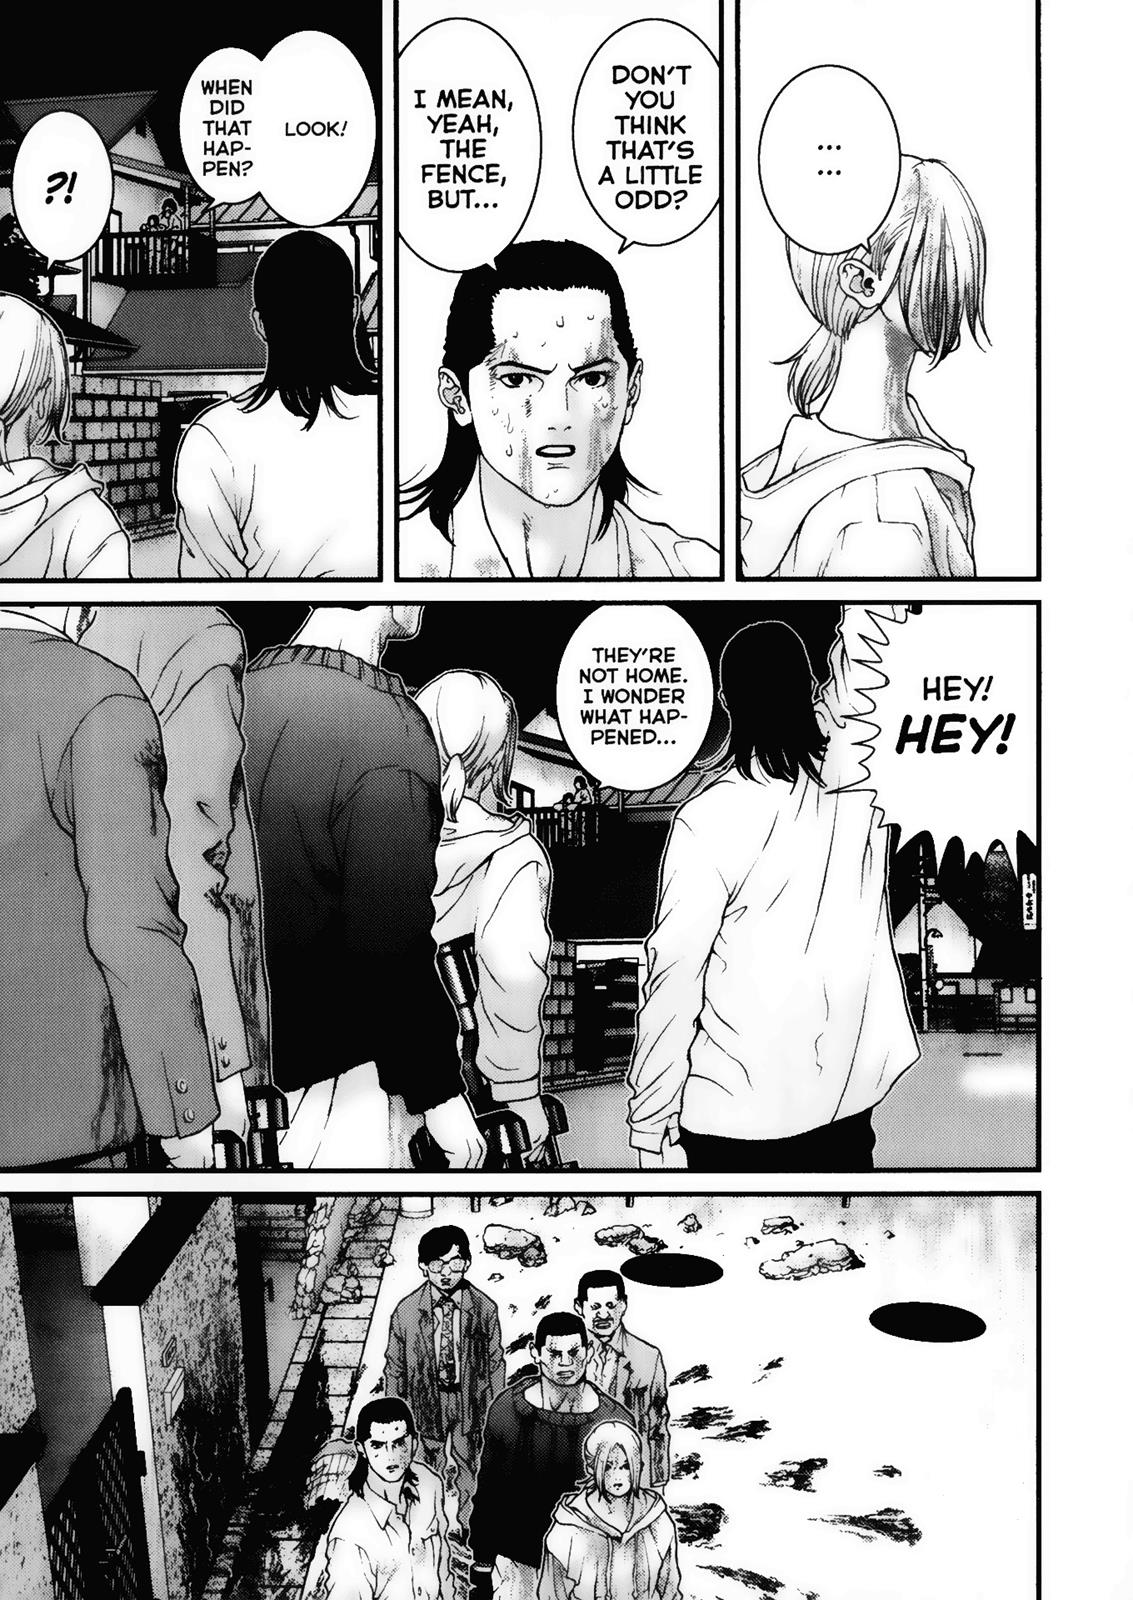 ...
...
DON'T
YOU
THINK
THAT'S
A LITTLE
ODD?
I MEAN,
YEAH,
THE
FENCE,
BUT...
LOOK!
WHEN
DID
THAT
HAP-
PEN?
?!
HEY!
HEY!
THEY'RE
NOT HOME.
I WONDER
WHAT HAP-
PENED...